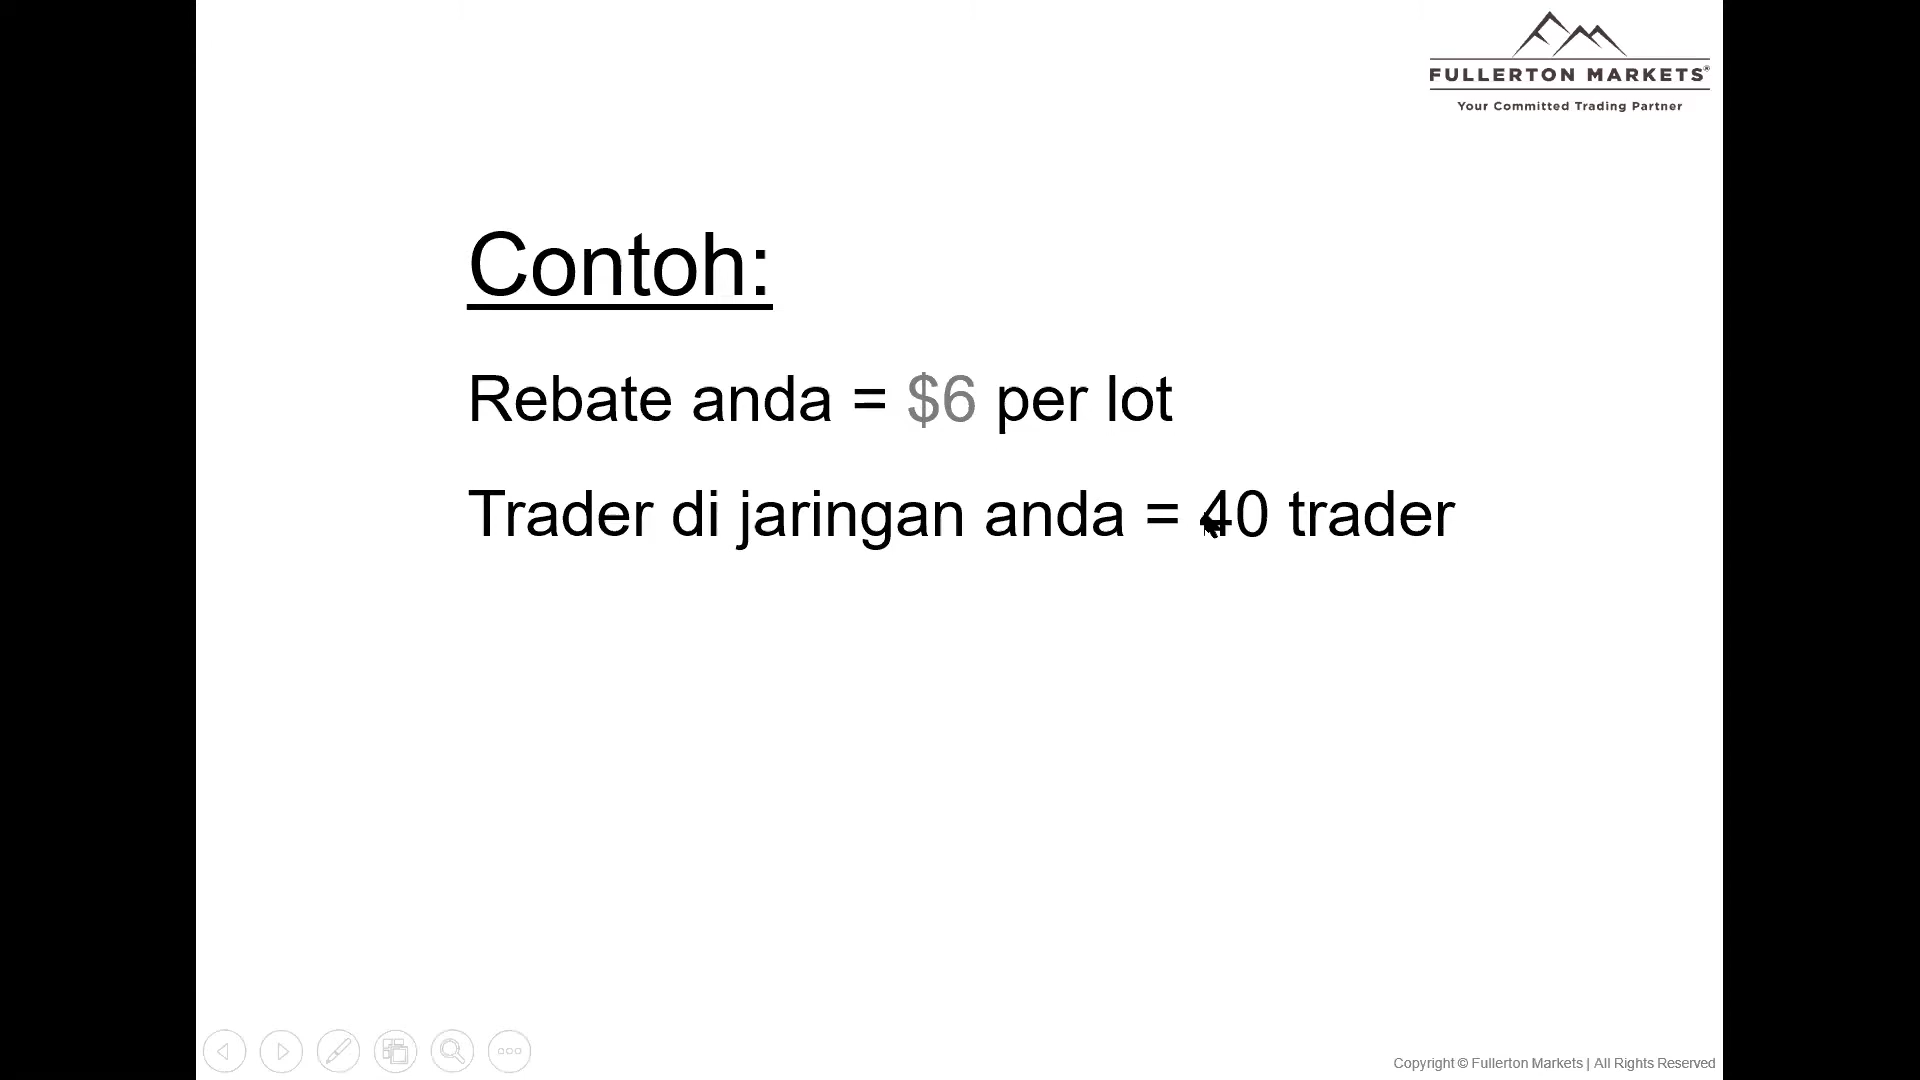 FULLERTON MARKETS®
Your Committed Trading Partner
Contoh:
Rebate anda = $6 per lot
Trader di jaringan anda = 40 trader
Copyright © Fullerton Markets | All Rights Reserved